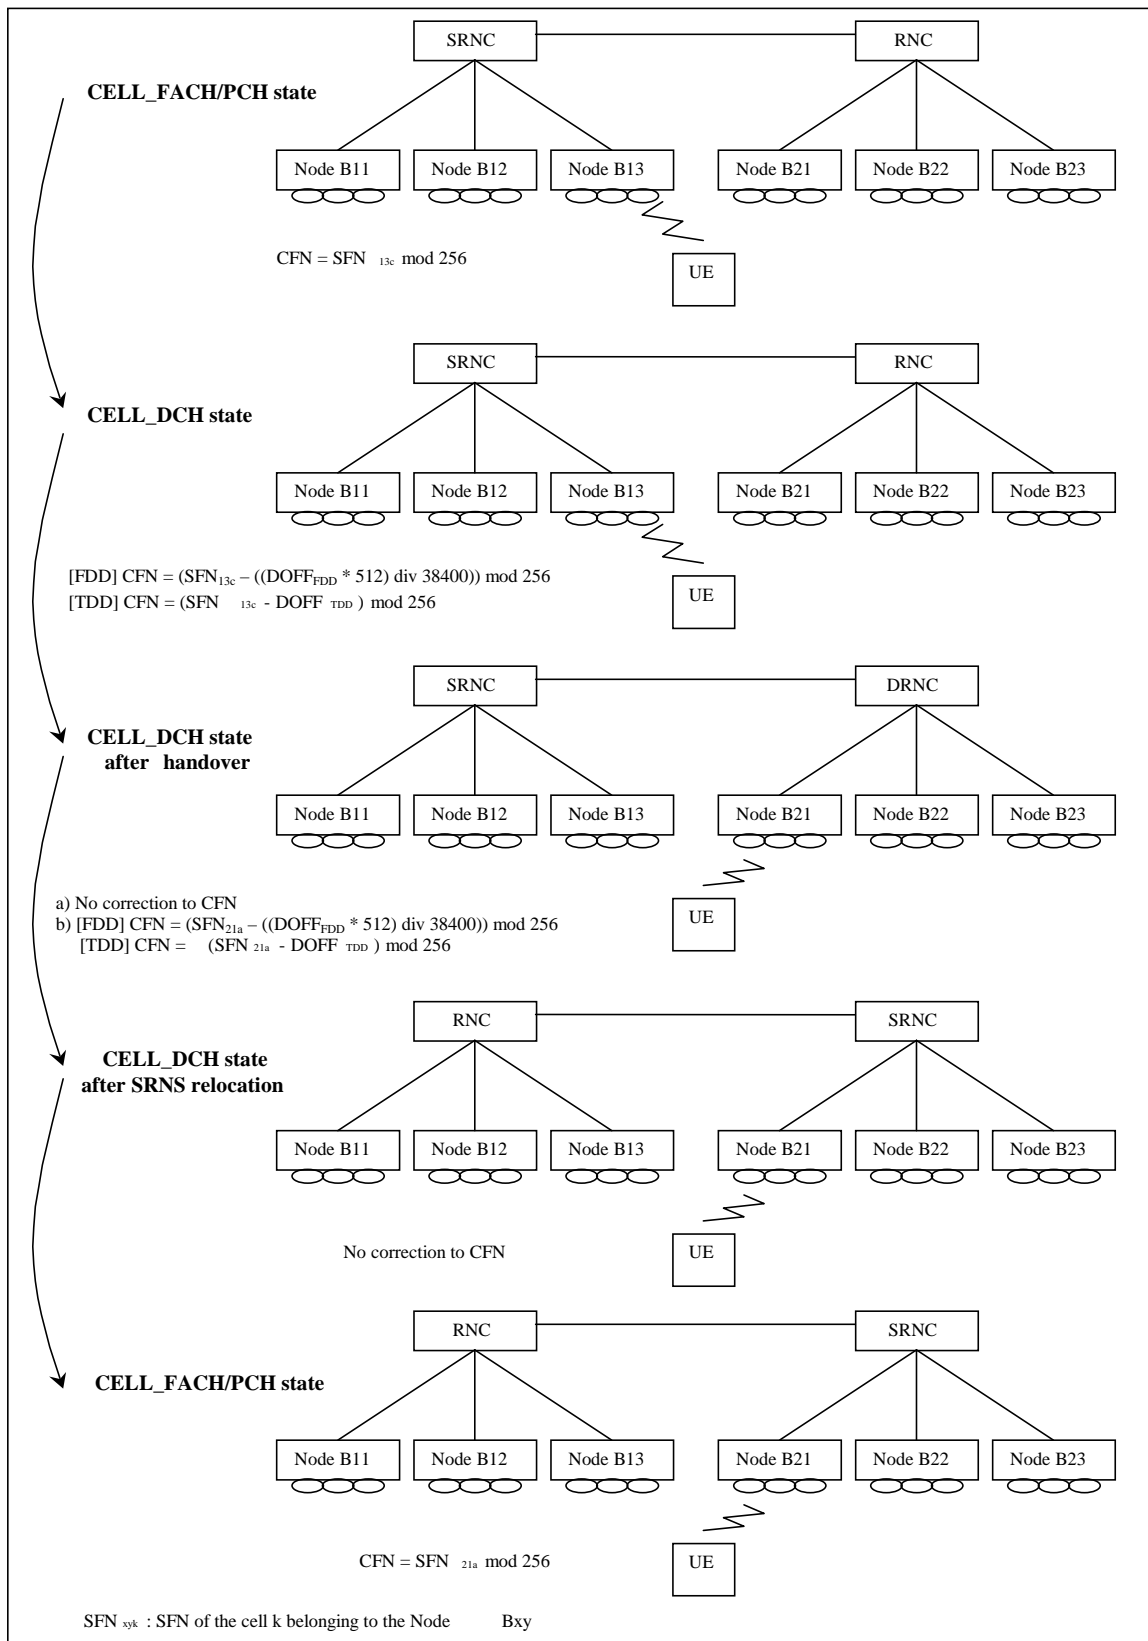 SRNC RNC
CELL_FACH/PCH state
Node B11 Node B12 Node B13 Node B21 Node B22 Node B23
CFN = SFN 13c mod 256
UE
SRNC RNC
CELL_DCH state
Node B11 Node B12 Node B13 Node B21 Node B22 Node B23
[FDD] CFN = (SFN13c – ((DOFFFDD * 512) div 38400)) mod 256
[TDD] CFN = (SFN 13c - DOFF TDD ) mod 256
UE
SRNC DRNC
CELL_DCH state
after handover
Node B11 Node B12 Node B13 Node B21 Node B22 Node B23
a) No correction to CFN
b) [FDD] CFN = (SFN21a – ((DOFFFDD * 512) div 38400)) mod 256
[TDD] CFN = (SFN 21a - DOFF TDD ) mod 256
UE
RNC SRNC
CELL_DCH state
after SRNS relocation
Node B11 Node B12 Node B13 Node B21 Node B22 Node B23
No correction to CFN
UE
RNC SRNC
CELL_FACH/PCH state
Node B11 Node B12 Node B13 Node B21 Node B22 Node B23
CFN = SFN 21a mod 256
UE
SFN xyk : SFN of the cell k belonging to the Node Bxy